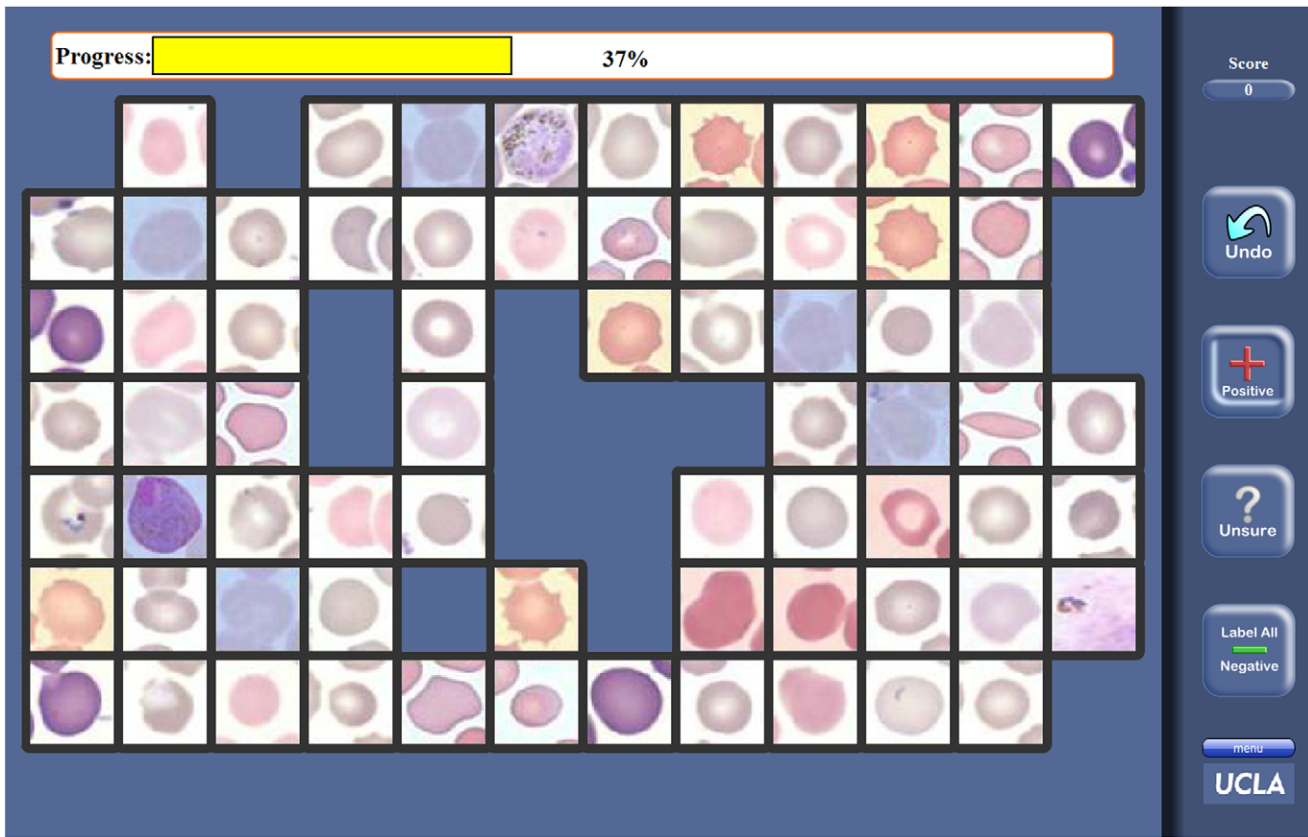 Progress:
37%
Score
0
Undo
Positive
?
Unsure
Label All
Negative
menu
UCLA